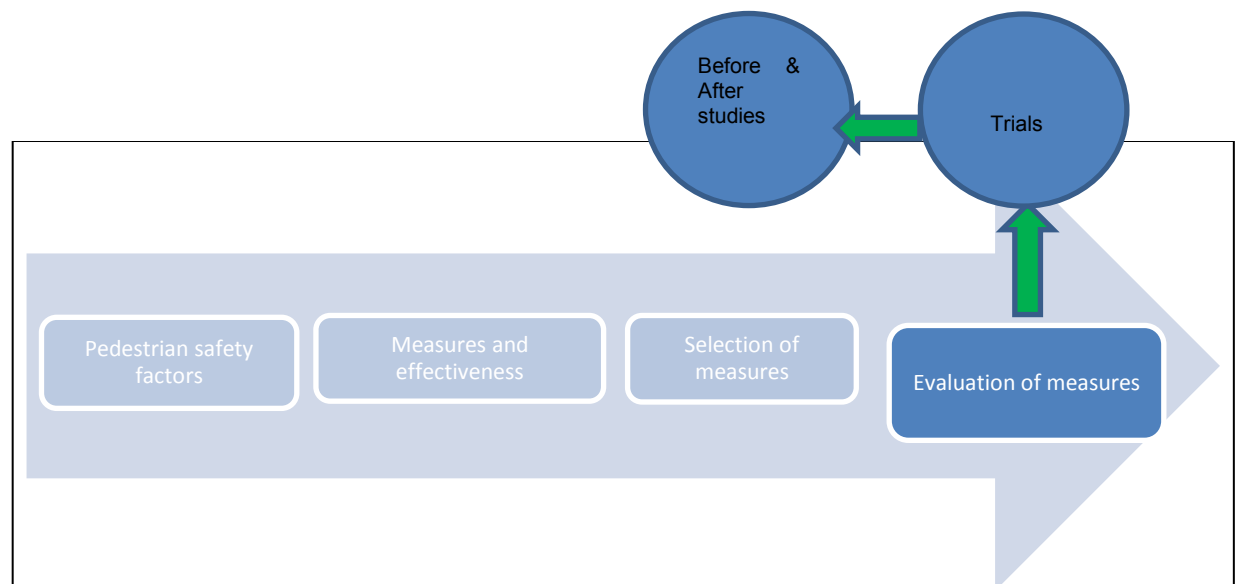 Before &
After
studies
Trials
Pedestrian safety
factors
Measures and
effectiveness
Selection of
measures
Evaluation of measures